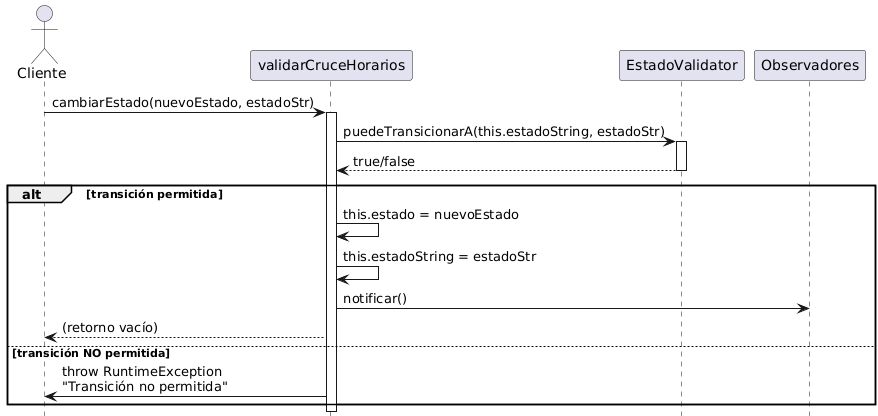 Cliente
validarCruceHorarios
EstadoValidator
Observadores
cambiarEstado(nuevoEstado, estadoStr)
puedeTransicionarA(this.estadoString, estadoStr)
true/false
alt [transición permitida]
this.estado = nuevoEstado
this.estadoString = estadoStr
notificar()
(retorno vacío)
[transición NO permitida]
throw RuntimeException
"Transición no permitida"